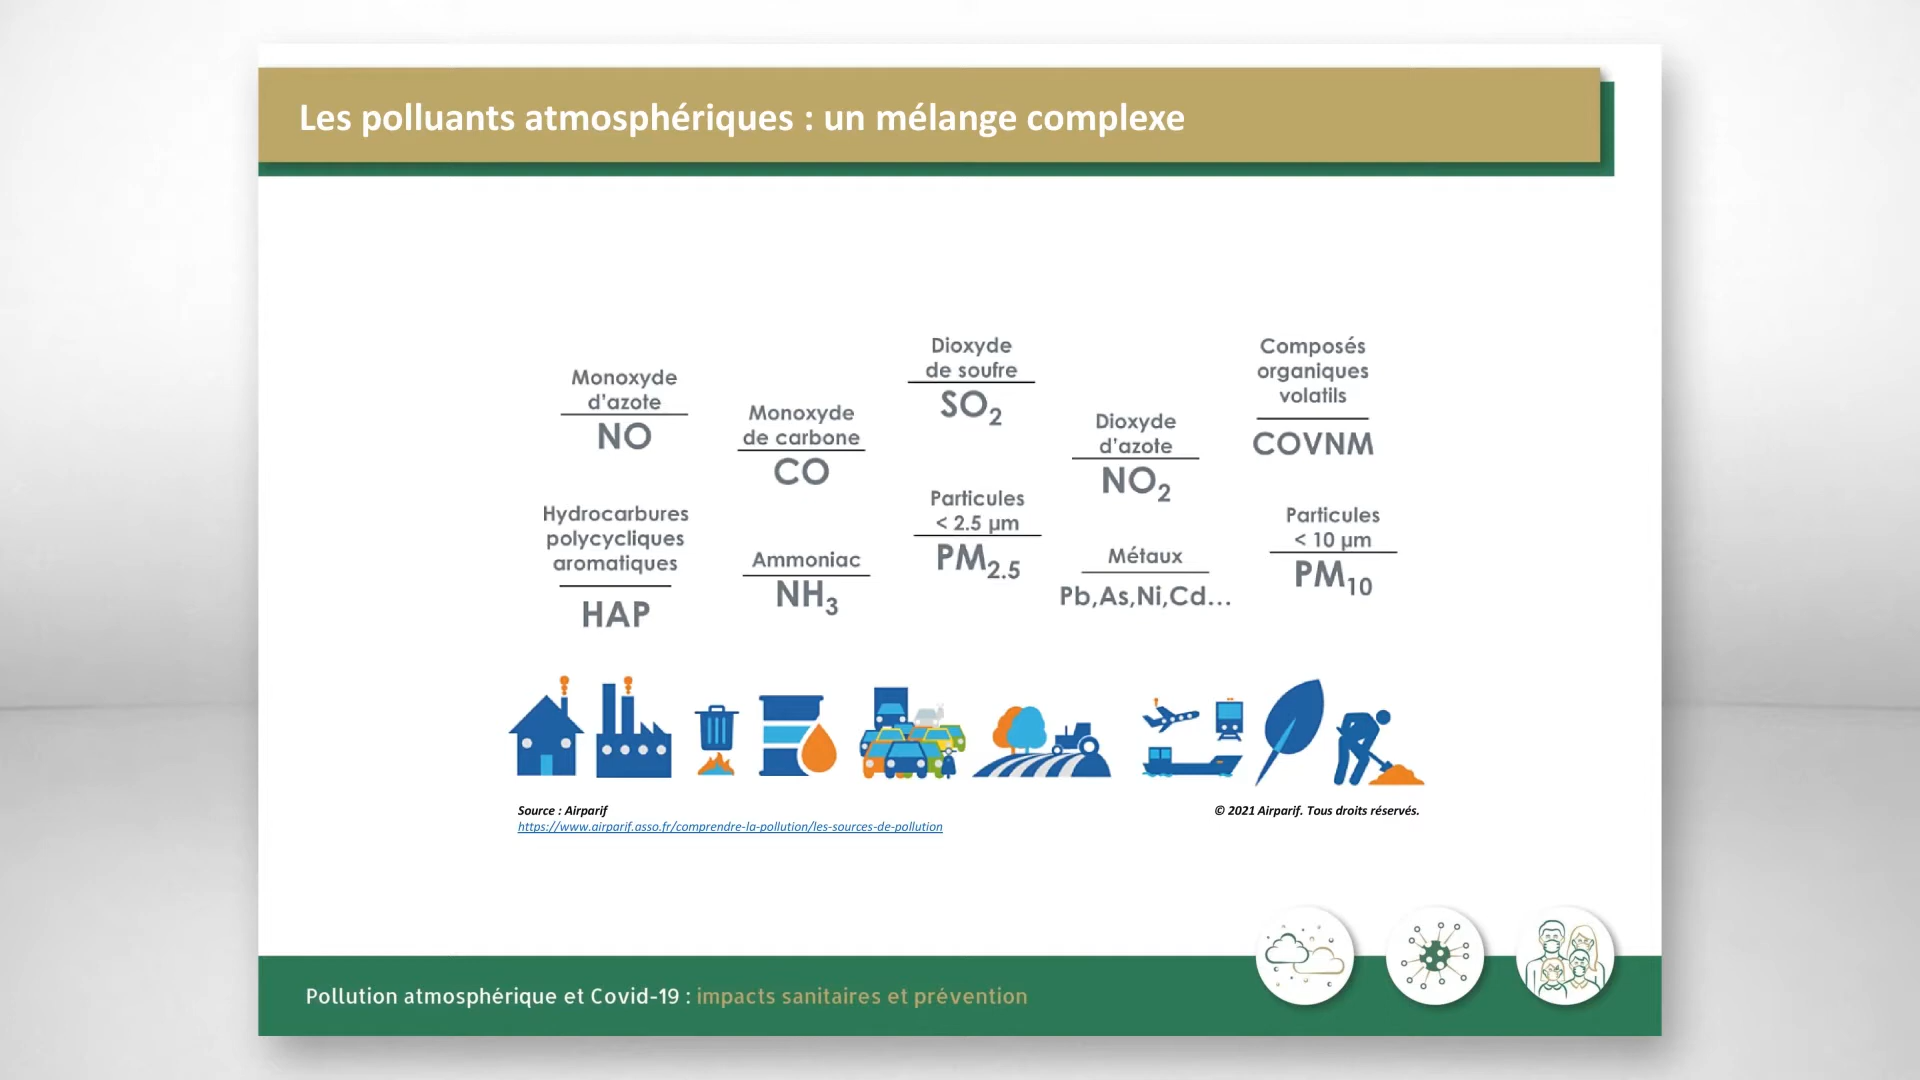 Les polluants atmosphériques : un mélange complexe
Monoxyde
d'azote
NO
Monoxyde
de carbone
CO
Dioxyde
de soufre
SO₂
Dioxyde
d'azote
NO₂
Composés
organiques
volatils
COVNM
Hydrocarbures
polycycliques
aromatiques
HAP
Ammoniac
NH₃
Particules
< 2.5 µm
PM₂.₅
Métaux
Pb,As,Ni,Cd...
Particules
< 10 µm
PM₁₀
Source : Airparif
https://www.airparif.asso.fr/comprendre-la-pollution/les-sources-de-pollution
© 2021 Airparif. Tous droits réservés.
Pollution atmosphérique et Covid-19 : impacts sanitaires et prévention